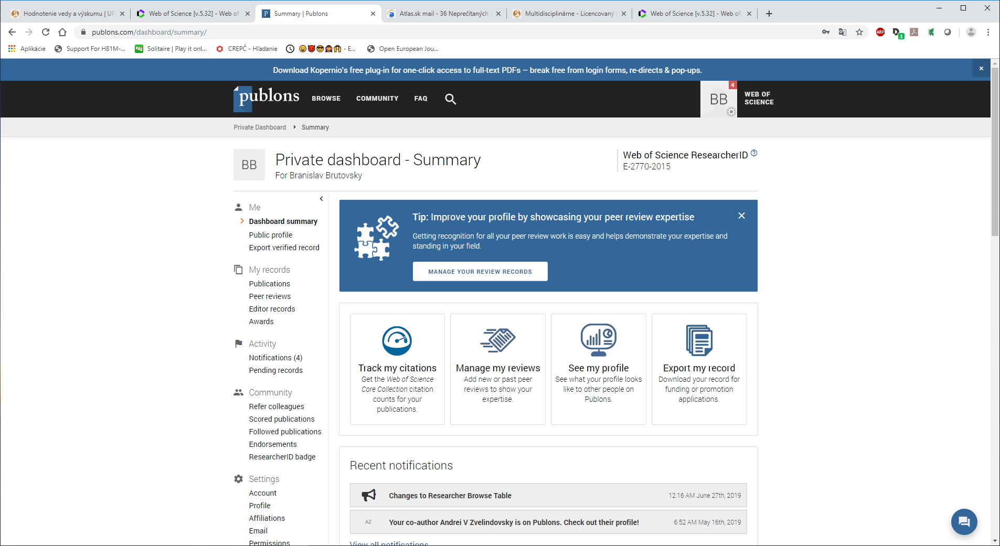 Hodnotenie vedy a výskumu | UP
Web of Science [v.5.32] - Web of
Summary | Publons
Atlas.sk mail - 36 Neprečítaných
Multidisciplinárne - Licencovaný
Web of Science [v.5.32] - Web of
publons.com/dashboard/summary/
ABP
3
Aplikácie
Support For H81M-...
Solitaire | Play it onl...
CREPČ - Hľadanie
- E...
Open European Jou...
Download Kopernio's free plug-in for one-click access to full-text PDFs — break free from login forms, re-directs & pop-ups.
publons
BROWSE
COMMUNITY
FAQ
BB
4
WEB OF
SCIENCE
Private Dashboard
Summary
BB
Private dashboard - Summary
For Branislav Brutovsky
Web of Science ResearcherID ?
E-2770-2015
Me
Dashboard summary
Public profile
Export verified record
My records
Publications
Peer reviews
Editor records
Awards
Activity
Notifications (4)
Pending records
Community
Refer colleagues
Scored publications
Followed publications
Endorsements
ResearcherID badge
Settings
Account
Profile
Affiliations
Email
Permissions
Tip: Improve your profile by showcasing your peer review expertise
Getting recognition for all your peer review work is easy and helps demonstrate your expertise and
standing in your field.
MANAGE YOUR REVIEW RECORDS
Track my citations
Get the Web of Science
Core Collection citation
counts for your
publications.
Manage my reviews
Add new or past peer
reviews to show your
expertise.
See my profile
See what your profile looks
like to other people on
Publons.
Export my record
Download your record for
funding or promotion
applications.
Recent notifications
Changes to Researcher Browse Table
12:16 AM June 27th, 2019
AZ
Your co-author Andrei V Zvelindovsky is on Publons. Check out their profile!
6:52 AM May 16th, 2019
View all notifications